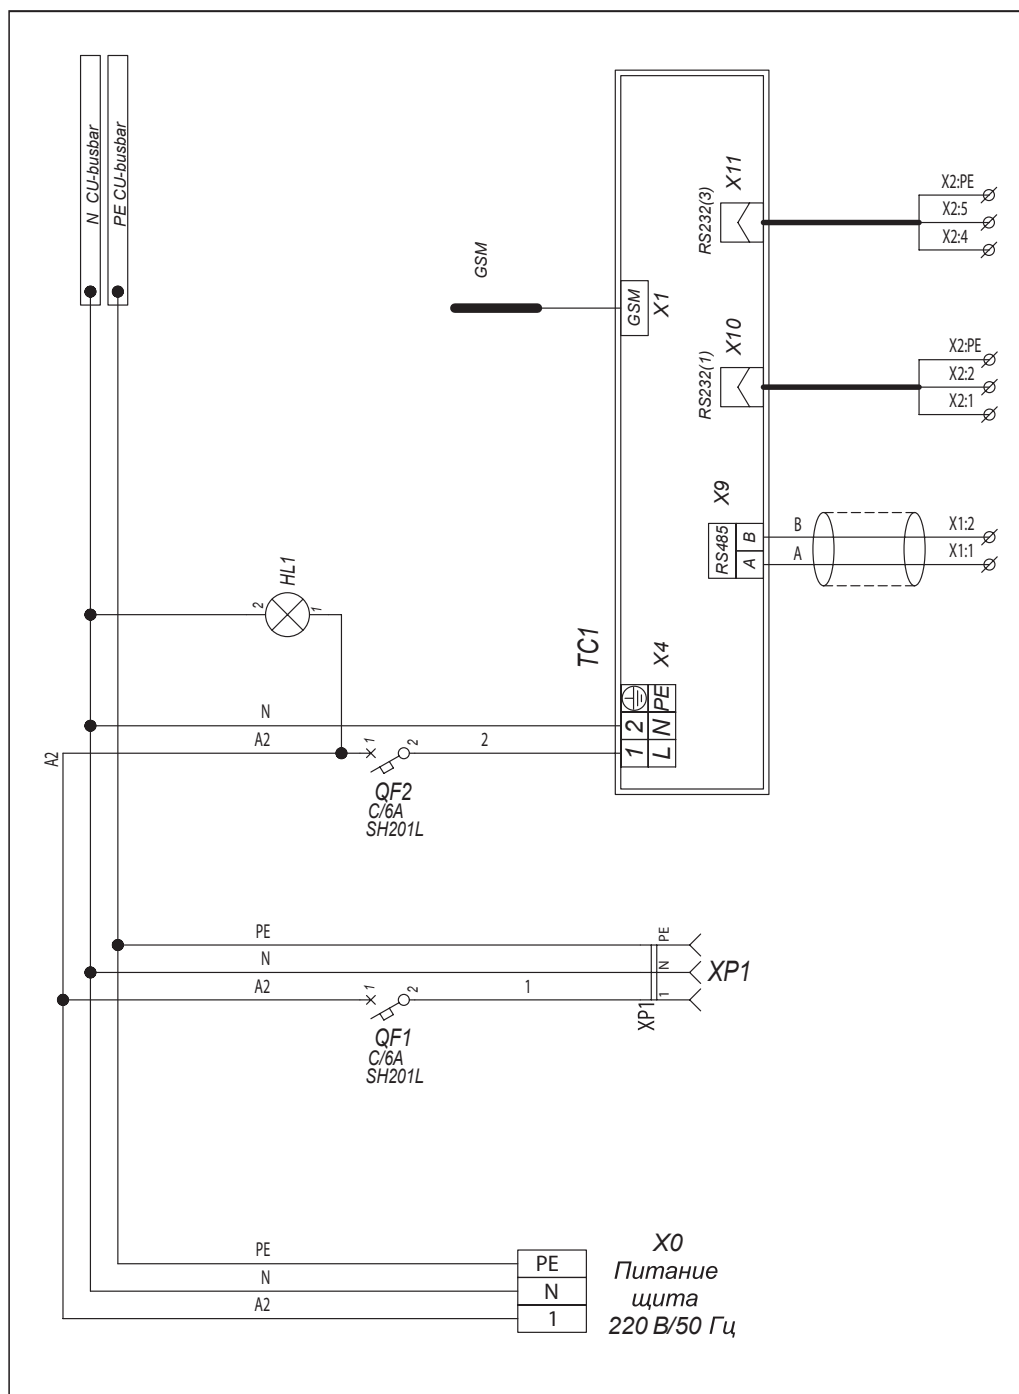 N CU-busbar
PE CU-busbar
GSM
GSM
X1
RS232(3)
X11
X2:PE
X2:5
X2:4
RS232(1)
X10
X2:PE
X2:2
X2:1
X9
RS485
B
A
B
A
X1:2
X1:1
HL1
2
1
TC1
X4
PE
2
N
1
L
N
A2
A2
1
2
2
QF2
C/6A
SH201L
PE
N
A2
1
2
1
QF1
C/6A
SH201L
PE
N
1
XP1
XP1
PE
N
A2
PE
N
1
X0
Питание
щита
220 В/50 Гц